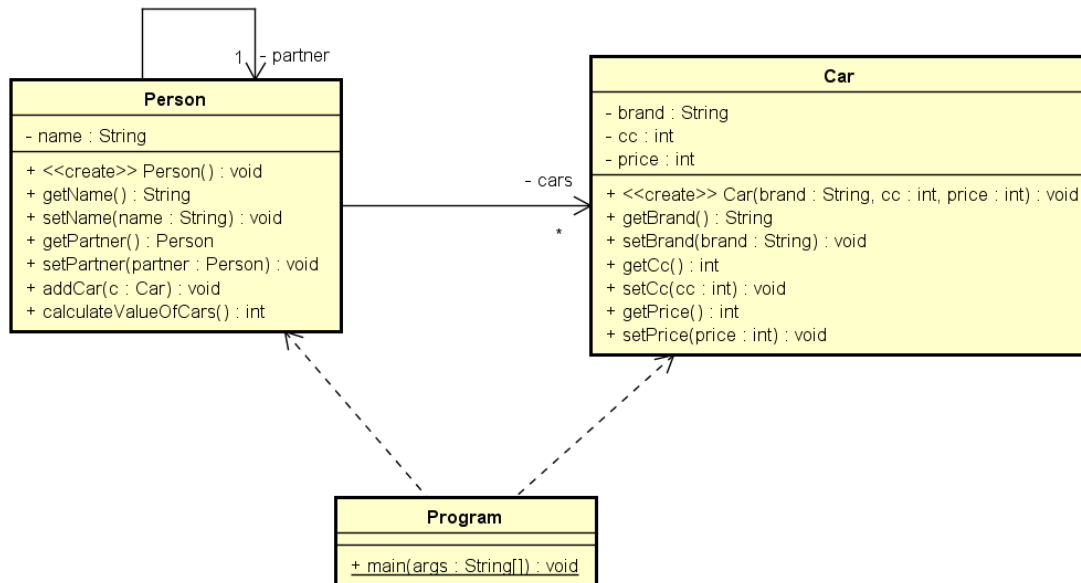 1 - partner
Person
- name : String
+ <<create>> Person() : void
+ getName() : String
+ setName(name : String) : void
+ getPartner() : Person
+ setPartner(partner : Person) : void
+ addCar(c : Car) : void
+ calculateValueOfCars() : int
- cars
*
Car
- brand : String
- cc : int
- price : int
+ <<create>> Car(brand : String, cc : int, price : int) : void
+ getBrand() : String
+ setBrand(brand : String) : void
+ getCc() : int
+ setCc(cc : int) : void
+ getPrice() : int
+ setPrice(price : int) : void
Program
+ main(args : String[]) : void